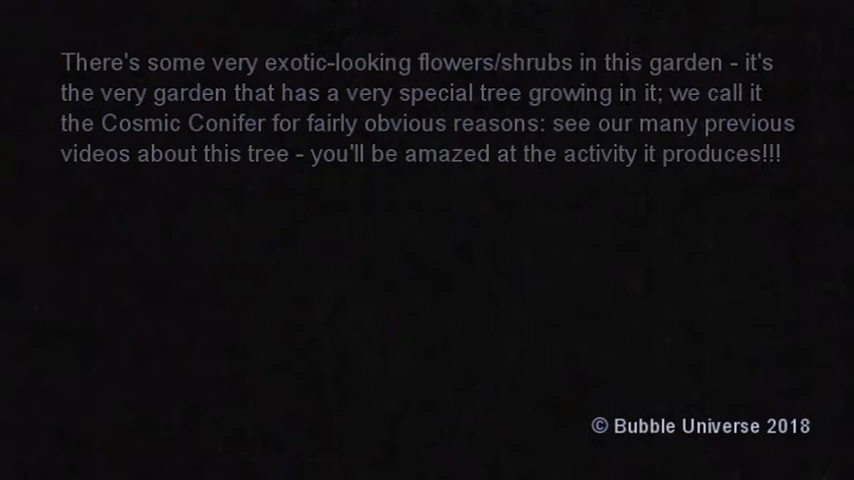 There's some very exotic-looking flowers/shrubs in this garden - it's
the very garden that has a very special tree growing in it; we call it
the Cosmic Conifer for fairly obvious reasons: see our many previous
videos about this tree - you'll be amazed at the activity it produces!!!
© Bubble Universe 2018